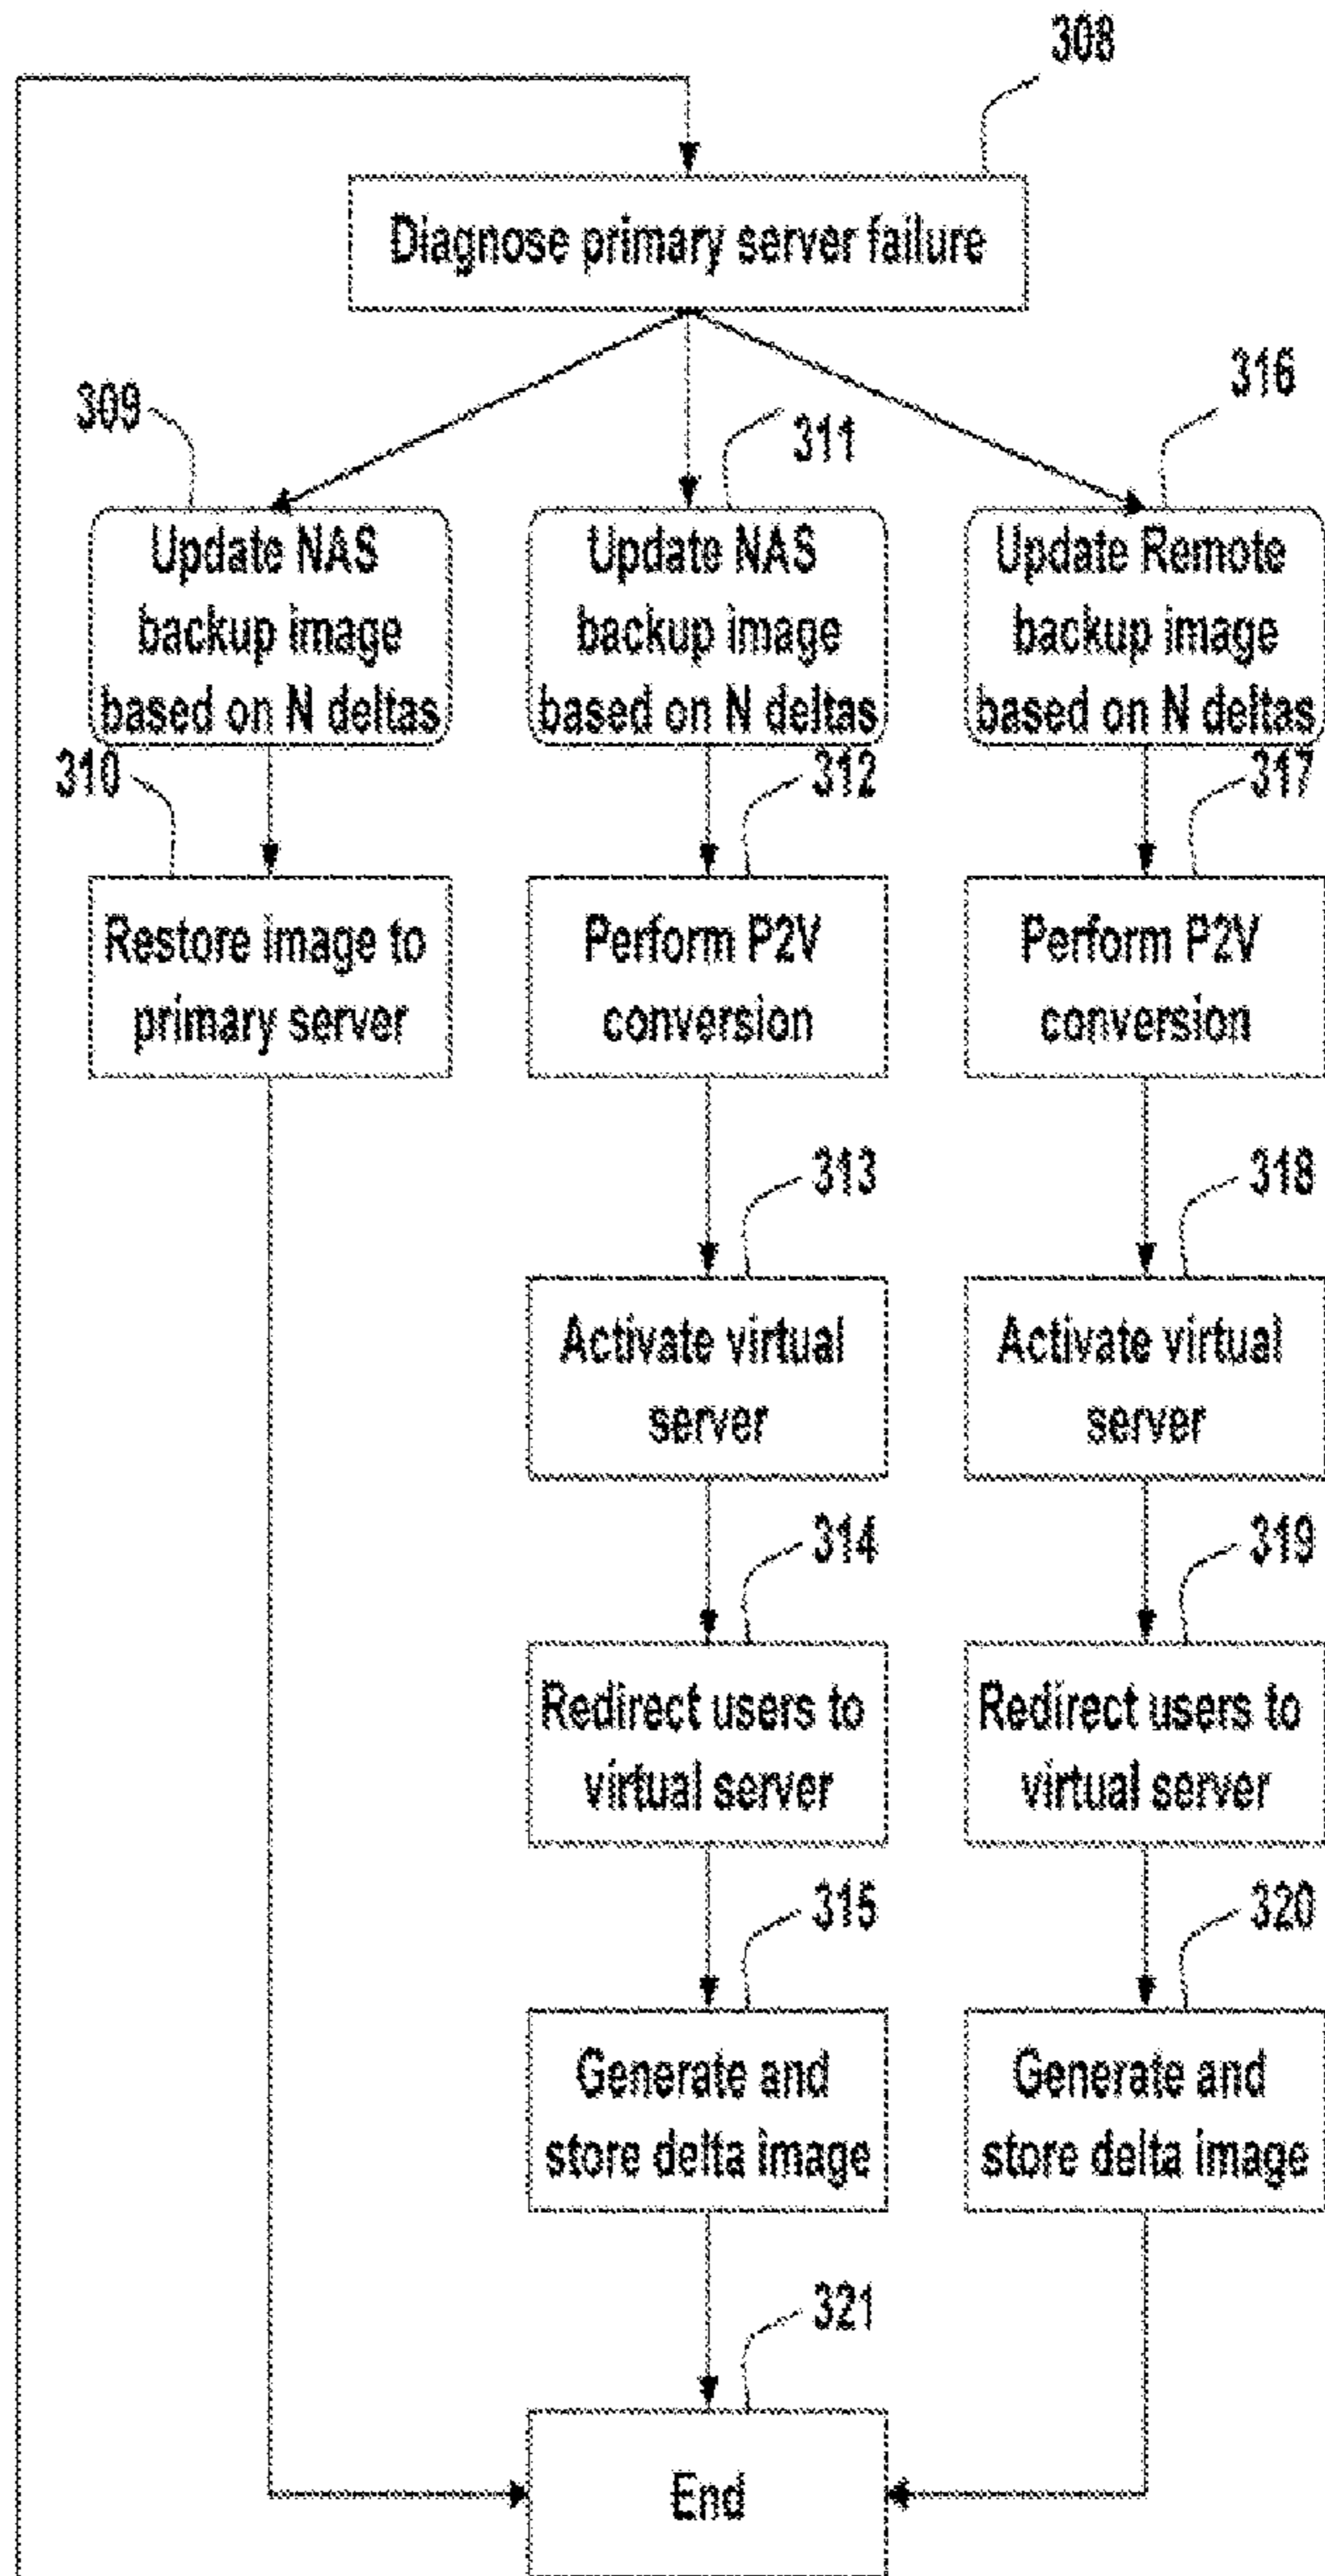 308
Diagnose primary server failure
309
311
316
Update NAS
backup image
based on N deltas
Update NAS
backup image
based on N deltas
Update Remote
backup image
based on N deltas
310
312
317
Restore image to
primary server
Perform P2V
conversion
Perform P2V
conversion
313
318
Activate virtual
server
Activate virtual
server
314
319
Redirect users to
virtual server
Redirect users to
virtual server
315
320
Generate and
store delta image
Generate and
store delta image
321
End